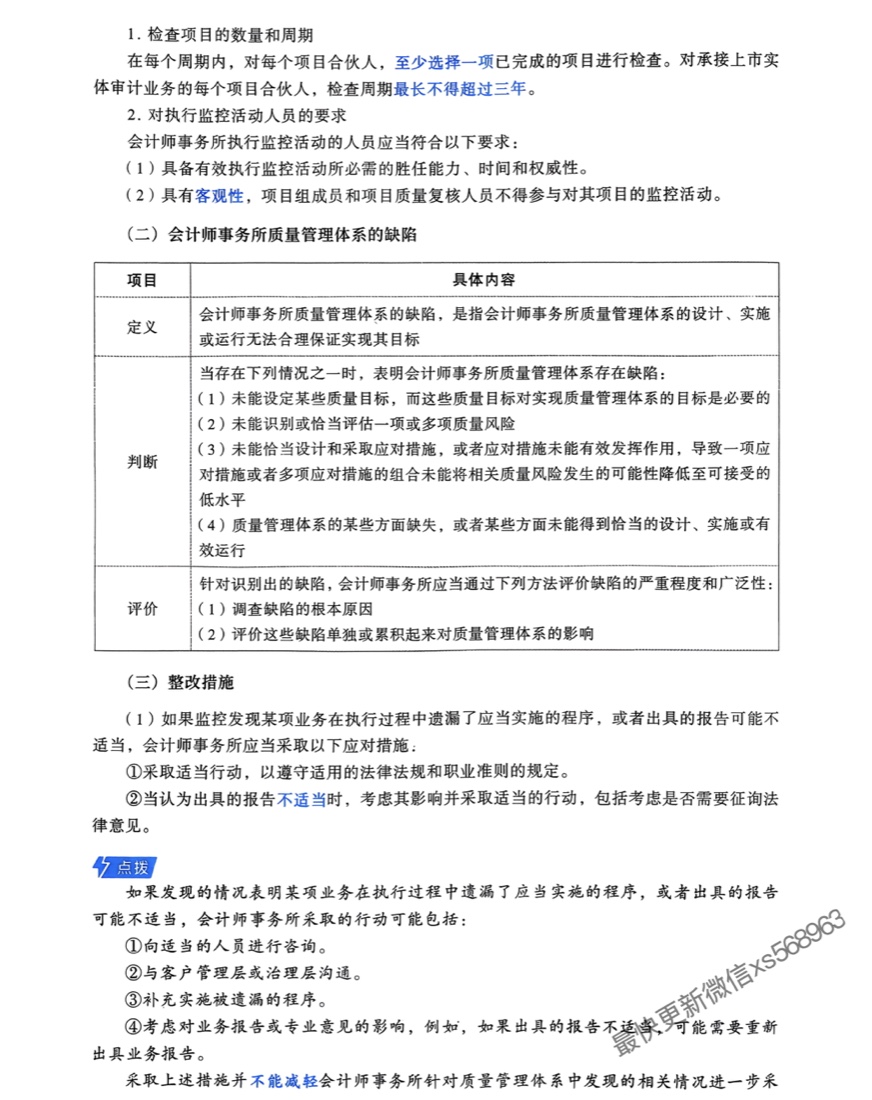 1. 检查项目的数量和周期
在每个周期内，对每个项目合伙人，至少选择一项已完成的项目进行检查。对承接上市实
体审计业务的每个项目合伙人，检查周期最长不得超过三年。
2. 对执行监控活动人员的要求
会计师事务所执行监控活动的人员应当符合以下要求：
（1）具备有效执行监控活动所必需的胜任能力、时间和权威性。
（2）具有客观性，项目组成员和项目质量复核人员不得参与对其项目的监控活动。
（二）会计师事务所质量管理体系的缺陷
项目 具体内容
定义
会计师事务所质量管理体系的缺陷，是指会计师事务所质量管理体系的设计、实施
或运行无法合理保证实现其目标
判断
当存在下列情况之一时，表明会计师事务所质量管理体系存在缺陷：
（1）未能设定某些质量目标，而这些质量目标对实现质量管理体系的目标是必要的
（2）未能识别或恰当评估一项或多项质量风险
（3）未能恰当设计和采取应对措施，或者应对措施未能有效发挥作用，导致一项应
对措施或者多项应对措施的组合未能将相关质量风险发生的可能性降低至可接受的
低水平
（4）质量管理体系的某些方面缺失，或者某些方面未能得到恰当的设计、实施或有
效运行
评价
针对识别出的缺陷，会计师事务所应当通过下列方法评价缺陷的严重程度和广泛性：
（1）调查缺陷的根本原因
（2）评价这些缺陷单独或累积起来对质量管理体系的影响
（三）整改措施
（1）如果监控发现某项业务在执行过程中遗漏了应当实施的程序，或者出具的报告可能不
适当，会计师事务所应当采取以下应对措施：
①采取适当行动，以遵守适用的法律法规和职业准则的规定。
②当认为出具的报告不适当时，考虑其影响并采取适当的行动，包括考虑是否需要征询法
律意见。
点拨
如果发现的情况表明某项业务在执行过程中遗漏了应当实施的程序，或者出具的报告
可能不适当，会计师事务所采取的行动可能包括：
①向适当的人员进行咨询。
②与客户管理层或治理层沟通。
③补充实施被遗漏的程序。
④考虑对业务报告或专业意见的影响，例如，如果出具的报告不适当，可能需要重新
出具业务报告。
采取上述措施并不能减轻会计师事务所针对质量管理体系中发现的相关情况进一步采
最快更新微信xs568963